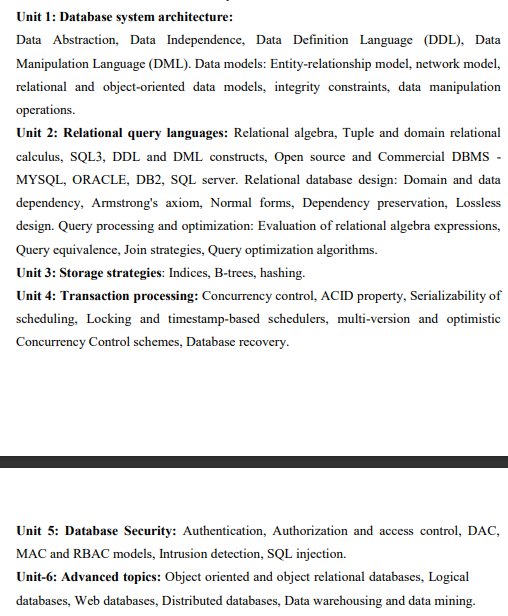 Unit 1: Database system architecture:
Data Abstraction, Data Independence, Data Definition Language (DDL), Data
Manipulation Language (DML). Data models: Entity-relationship model, network model,
relational and object-oriented data models, integrity constraints, data manipulation
operations.
Unit 2: Relational query languages: Relational algebra, Tuple and domain relational
calculus, SQL3, DDL and DML constructs, Open source and Commercial DBMS -
MYSQL, ORACLE, DB2, SQL server. Relational database design: Domain and data
dependency, Armstrong's axiom, Normal forms, Dependency preservation, Lossless
design. Query processing and optimization: Evaluation of relational algebra expressions,
Query equivalence, Join strategies, Query optimization algorithms.
Unit 3: Storage strategies: Indices, B-trees, hashing.
Unit 4: Transaction processing: Concurrency control, ACID property, Serializability of
scheduling, Locking and timestamp-based schedulers, multi-version and optimistic
Concurrency Control schemes, Database recovery.
Unit 5: Database Security: Authentication, Authorization and access control, DAC,
MAC and RBAC models, Intrusion detection, SQL injection.
Unit-6: Advanced topics: Object oriented and object relational databases, Logical
databases, Web databases, Distributed databases, Data warehousing and data mining.